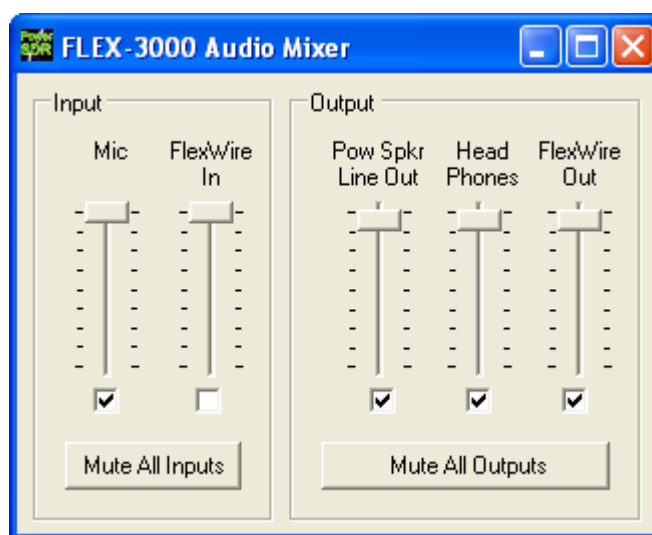 Power
SDR
FLEX-3000 Audio Mixer
Input
Mic
FlexWire
In
Mute All Inputs
Output
Pow Spkr
Line Out
Head
Phones
FlexWire
Out
Mute All Outputs